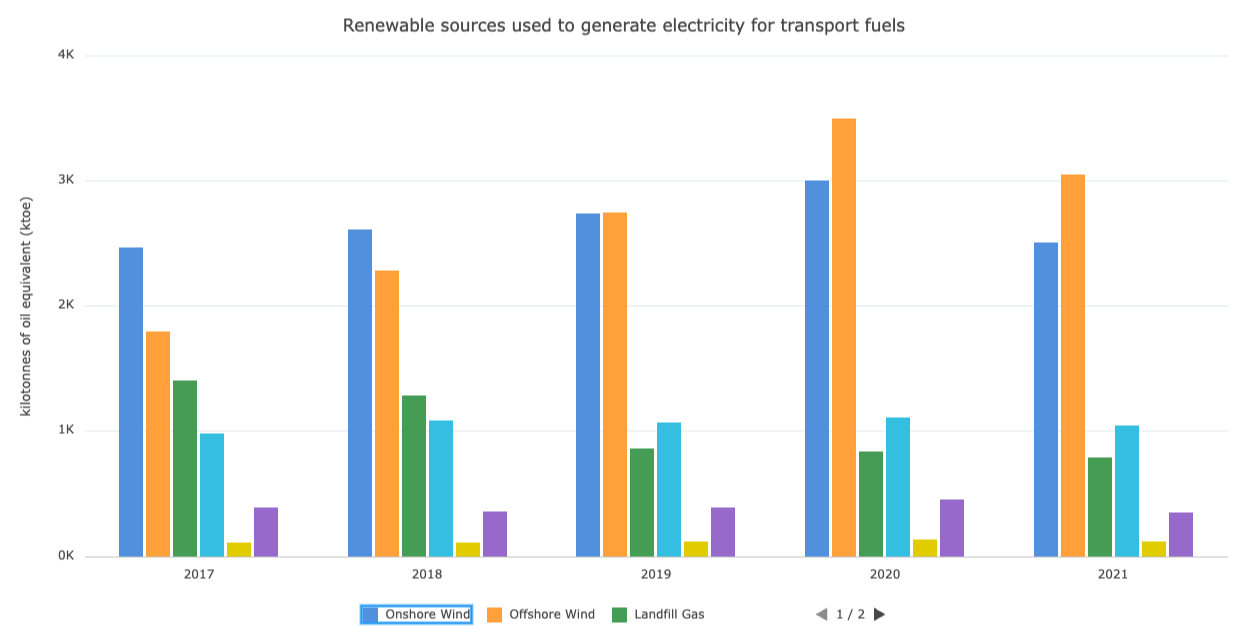 Renewable sources used to generate electricity for transport fuels
4K
3K
2K
1K
0K
kilotonnes of oil equivalent (ktoe)
2017 2018 2019 2020 2021
Onshore Wind Offshore Wind Landfill Gas 1 / 2